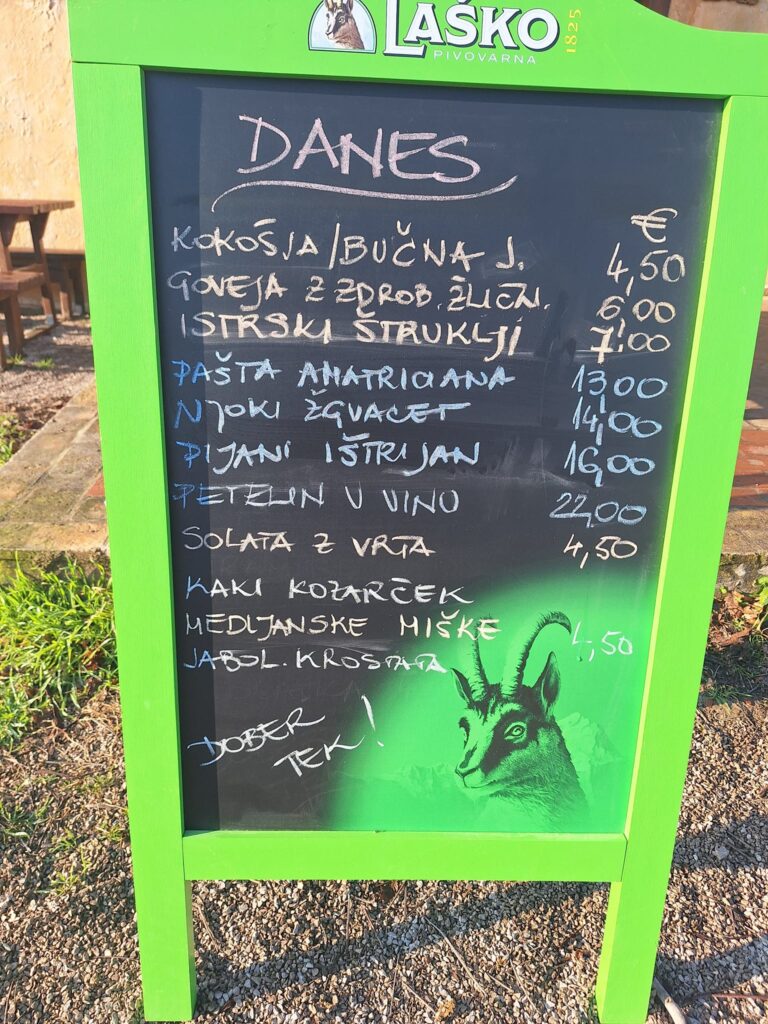 LAŠKO 1825
PIVOVARNA
DANES
€
KOKOŠJA/BUČNA J. 4,50
GOVEJA Z ZDROB. ŽLIČN. 6,00
ISTRSKI ŠTRUKLJI 7,00
PAŠTA AMATRICIANA 13,00
NJOKI ŽGVACET 14,00
PIJANI IŠTRIJAN 16,00
PETELIN V VINU 22,00
SOLATA Z VRTA 4,50
KAKI KOZARČEK
MEDIJANSKE MIŠKE 4,50
JABOL. KROSTATA
DOBER
TEK!